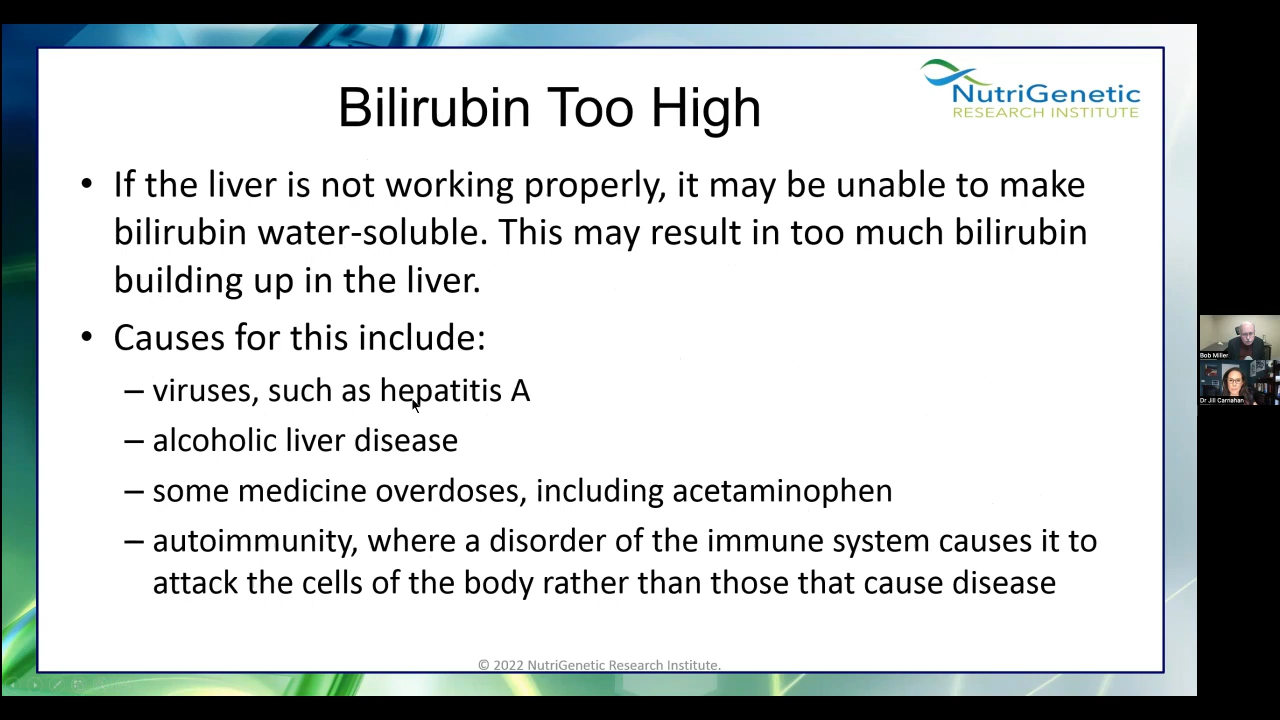 Bilirubin Too High
NutriGenetic
RESEARCH INSTITUTE
• If the liver is not working properly, it may be unable to make
bilirubin water-soluble. This may result in too much bilirubin
building up in the liver.
• Causes for this include:
– viruses, such as hepatitis A
– alcoholic liver disease
– some medicine overdoses, including acetaminophen
– autoimmunity, where a disorder of the immune system causes it to
attack the cells of the body rather than those that cause disease
Bob Miller
Dr Jill Carnahan
© 2022 NutriGenetic Research Institute.